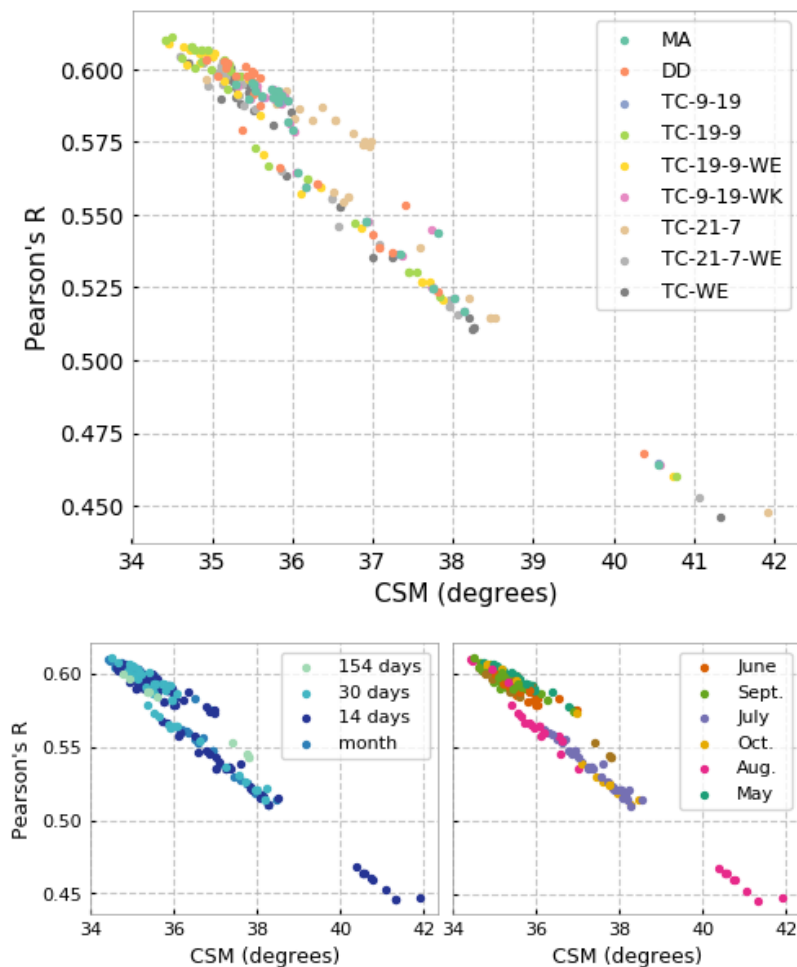 0.600
0.575
0.550
0.525
0.500
0.475
0.450
Pearson's R
MA
DD
TC-9-19
TC-19-9
TC-19-9-WE
TC-9-19-WK
TC-21-7
TC-21-7-WE
TC-WE
34 35 36 37 38 39 40 41 42
CSM (degrees)
0.60
0.55
0.50
0.45
Pearson's R
154 days
30 days
14 days
month
34 36 38 40 42
CSM (degrees)
June
Sept.
July
Oct.
Aug.
May
34 36 38 40 42
CSM (degrees)